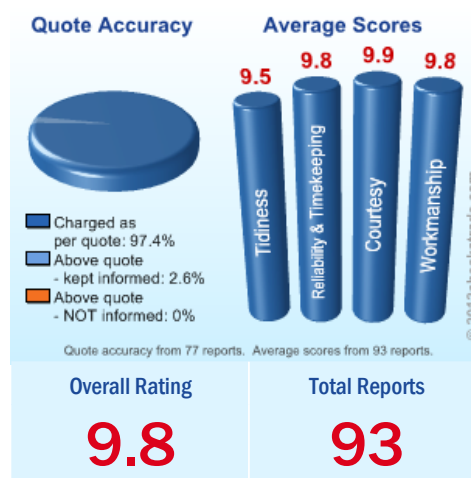 Quote Accuracy
Average Scores
9.5
9.8
9.9
9.8
Tidiness
Reliability & Timekeeping
Courtesy
Workmanship
Charged as
per quote: 97.4%
Above quote
- kept informed: 2.6%
Above quote
- NOT informed: 0%
Quote accuracy from 77 reports. Average scores from 93 reports.
Overall Rating
Total Reports
9.8
93